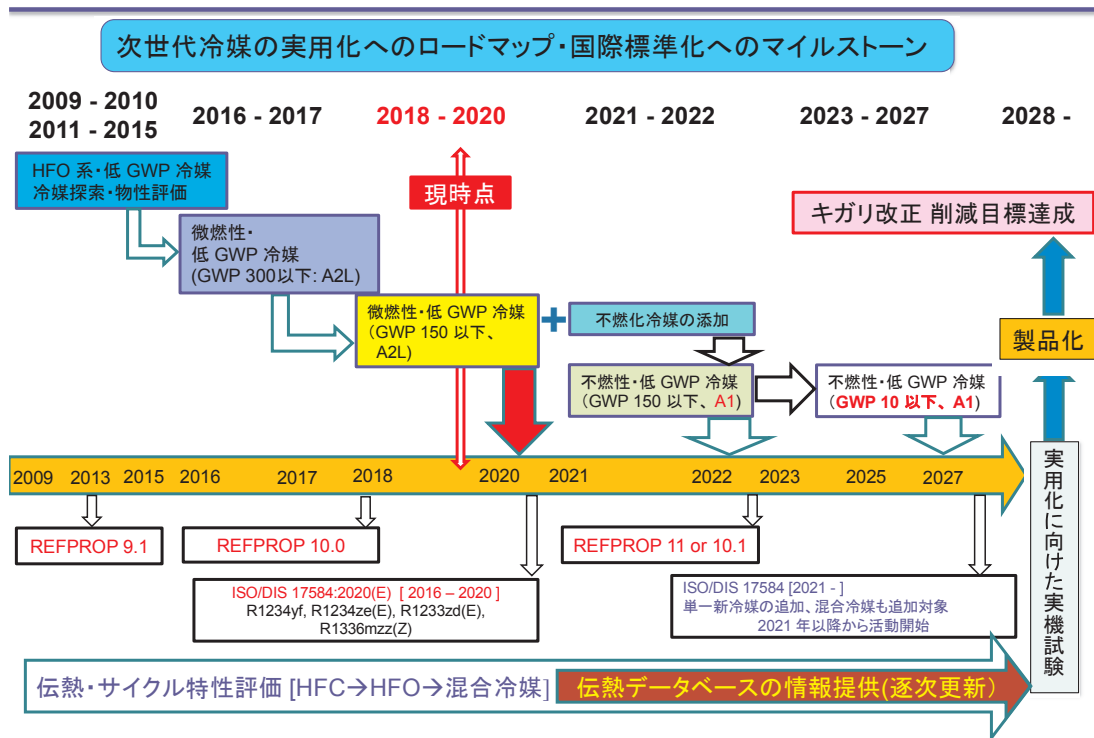 次世代冷媒の実用化へのロードマップ・国際標準化へのマイルストーン
2009 - 2010
2011 - 2015
2016 - 2017
2018 - 2020
2021 - 2022
2023 - 2027
2028 -
HFO 系・低 GWP 冷媒
冷媒探索・物性評価
現時点
キガリ改正 削減目標達成
微燃性・
低 GWP 冷媒
(GWP 300以下: A2L)
微燃性・低 GWP 冷媒
（GWP 150 以下、
A2L)
+
不燃化冷媒の添加
製品化
不燃性・低 GWP 冷媒
（GWP 150 以下、A1)
不燃性・低 GWP 冷媒
（GWP 10 以下、A1)
2009 2013 2015 2016 2017 2018 2020 2021 2022 2023 2025 2027
実用化に向けた実機試験
REFPROP 9.1
REFPROP 10.0
REFPROP 11 or 10.1
ISO/DIS 17584:2020(E) [ 2016 – 2020 ]
R1234yf, R1234ze(E), R1233zd(E),
R1336mzz(Z)
ISO/DIS 17584 [2021 - ]
単一新冷媒の追加、混合冷媒も追加対象
2021 年以降から活動開始
伝熱・サイクル特性評価 [HFC→HFO→混合冷媒]
伝熱データベースの情報提供(逐次更新）